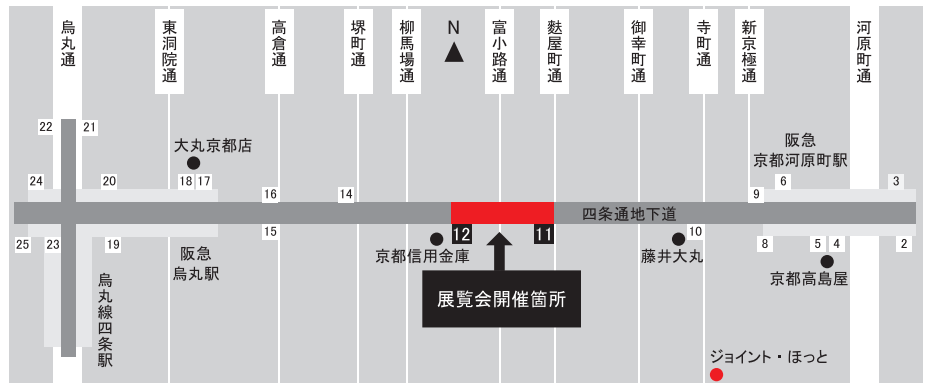 烏丸通
東洞院通
高倉通
堺町通
柳馬場通
N
富小路通
麩屋町通
御幸町通
寺町通
新京極通
河原町通
22
21
大丸京都店
阪急
京都河原町駅
24
20
18
17
16
14
9
6
3
四条通地下道
25
23
19
阪急
烏丸駅
15
京都信用金庫
12
11
藤井大丸
10
8
5
4
2
京都高島屋
烏丸線四条駅
展覧会開催箇所
ジョイント・ほっと